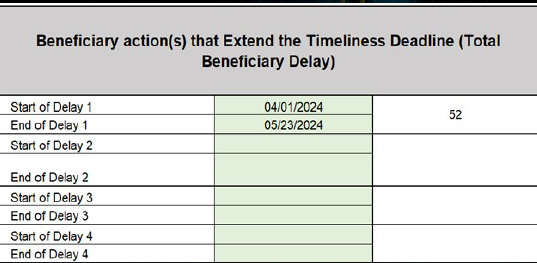 Beneficiary action(s) that Extend the Timeliness Deadline (Total
Beneficiary Delay)
Start of Delay 1 04/01/2024 52
End of Delay 1 05/23/2024
Start of Delay 2
End of Delay 2
Start of Delay 3
End of Delay 3
Start of Delay 4
End of Delay 4